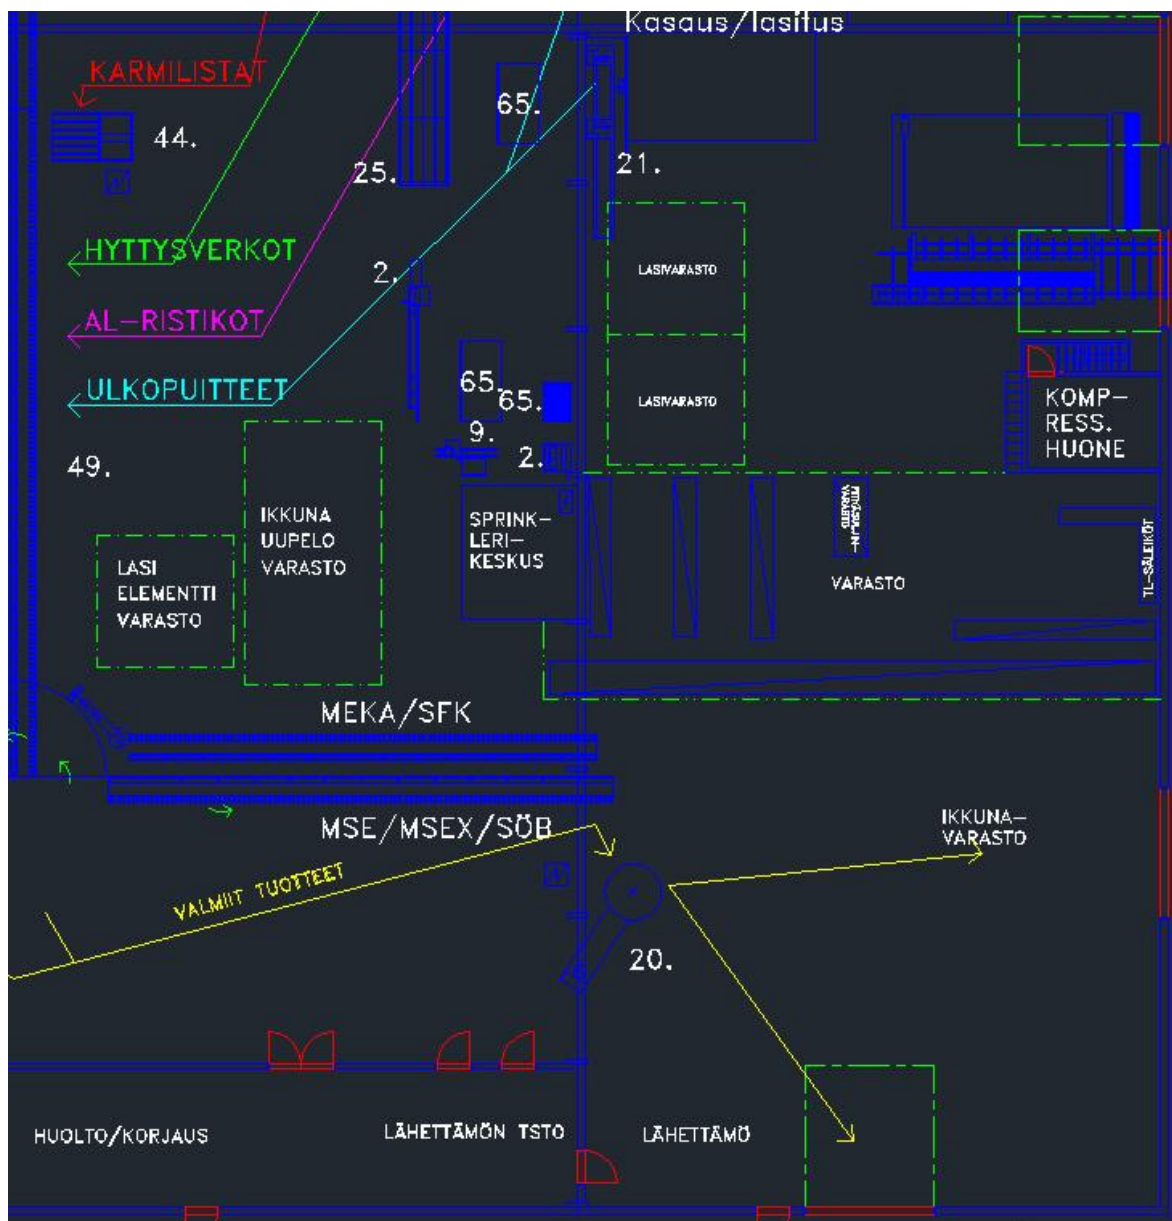 Kasaus/lasitus
KARMILISTAT
65.
44.
25.
21.
HYTTYSVERKOT
2.
LASIVARASTO
AL-RISTIKOT
ULKOPUITTEET
65.
65.
LASIVARASTO
KOMP-
RESS.
HUONE
9.
2.
49.
IKKUNA
UUPELO
VARASTO
SPRINK-
LERI-
KESKUS
LASI
ELEMENTTI
VARASTO
VARASTO
VARASTO
TL-SÄLEIKÖT
MEKA/SFK
MSE/MSEX/SÖB
IKKUNA-
VARASTO
VALMIIT TUOTTEET
20.
HUOLTO/KORJAUS
LÄHETTÄMÖN TSTO
LÄHETTÄMÖ